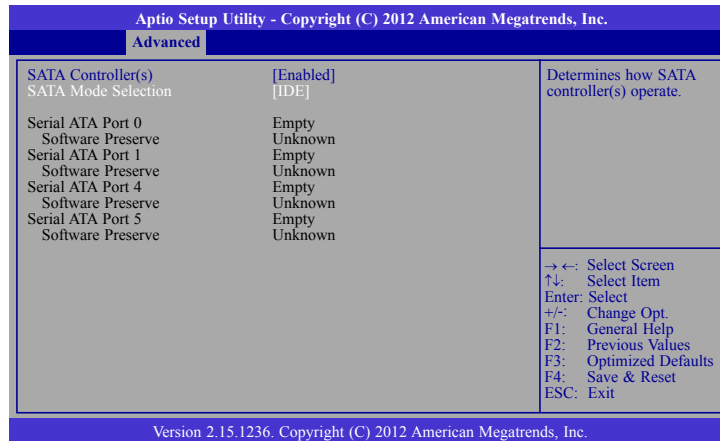 Aptio Setup Utility - Copyright (C) 2012 American Megatrends, Inc.
Advanced
SATA Controller(s) [Enabled]
SATA Mode Selection [IDE]
Serial ATA Port 0 Empty
Software Preserve Unknown
Serial ATA Port 1 Empty
Software Preserve Unknown
Serial ATA Port 4 Empty
Software Preserve Unknown
Serial ATA Port 5 Empty
Software Preserve Unknown
Determines how SATA
controller(s) operate.
→ ←: Select Screen
↑↓: Select Item
Enter: Select
+/-: Change Opt.
F1: General Help
F2: Previous Values
F3: Optimized Defaults
F4: Save & Reset
ESC: Exit
Version 2.15.1236. Copyright (C) 2012 American Megatrends, Inc.